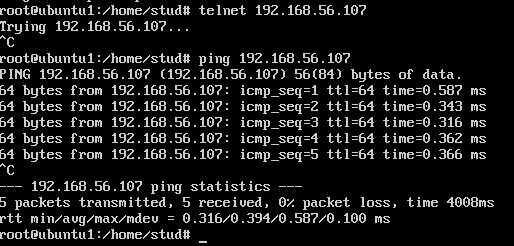 root@ubuntu1:/home/stud# telnet 192.168.56.107
Trying 192.168.56.107...
^C
root@ubuntu1:/home/stud# ping 192.168.56.107
PING 192.168.56.107 (192.168.56.107) 56(84) bytes of data.
64 bytes from 192.168.56.107: icmp_seq=1 ttl=64 time=0.587 ms
64 bytes from 192.168.56.107: icmp_seq=2 ttl=64 time=0.343 ms
64 bytes from 192.168.56.107: icmp_seq=3 ttl=64 time=0.316 ms
64 bytes from 192.168.56.107: icmp_seq=4 ttl=64 time=0.362 ms
64 bytes from 192.168.56.107: icmp_seq=5 ttl=64 time=0.366 ms
^C
--- 192.168.56.107 ping statistics ---
5 packets transmitted, 5 received, 0% packet loss, time 4008ms
rtt min/avg/max/mdev = 0.316/0.394/0.587/0.100 ms
root@ubuntu1:/home/stud# _